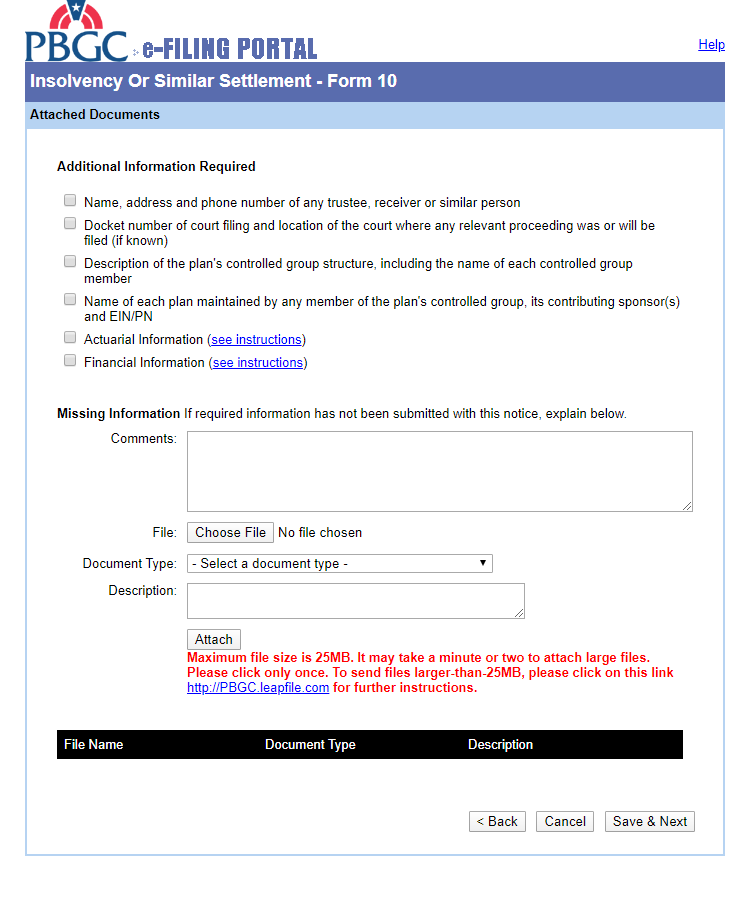 PBGC e-FILING PORTAL
Help
Insolvency Or Similar Settlement - Form 10
Attached Documents
Additional Information Required
Name, address and phone number of any trustee, receiver or similar person
Docket number of court filing and location of the court where any relevant proceeding was or will be
filed (if known)
Description of the plan's controlled group structure, including the name of each controlled group
member
Name of each plan maintained by any member of the plan's controlled group, its contributing sponsor(s)
and EIN/PN
Actuarial Information (see instructions)
Financial Information (see instructions)
Missing Information If required information has not been submitted with this notice, explain below.
Comments:
File: Choose File No file chosen
Document Type: - Select a document type -
Description:
Attach
Maximum file size is 25MB. It may take a minute or two to attach large files.
Please click only once. To send files larger-than-25MB, please click on this link
http://PBGC.leapfile.com for further instructions.
File Name Document Type Description
< Back Cancel Save & Next